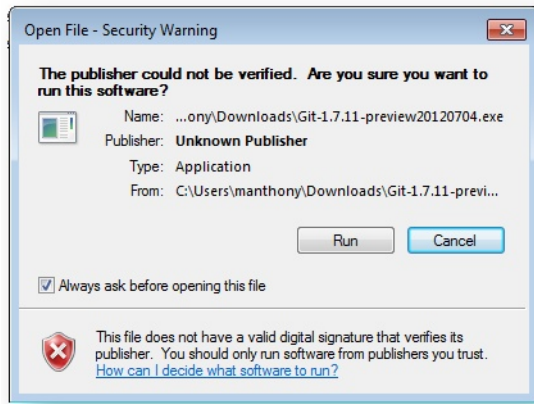 Open File - Security Warning
The publisher could not be verified.  Are you sure you want to
run this software?
Name: ...ony\Downloads\Git-1.7.11-preview20120704.exe
Publisher: Unknown Publisher
Type: Application
From: C:\Users\manthony\Downloads\Git-1.7.11-previ...
Run Cancel
Always ask before opening this file
This file does not have a valid digital signature that verifies its
publisher.  You should only run software from publishers you trust.
How can I decide what software to run?